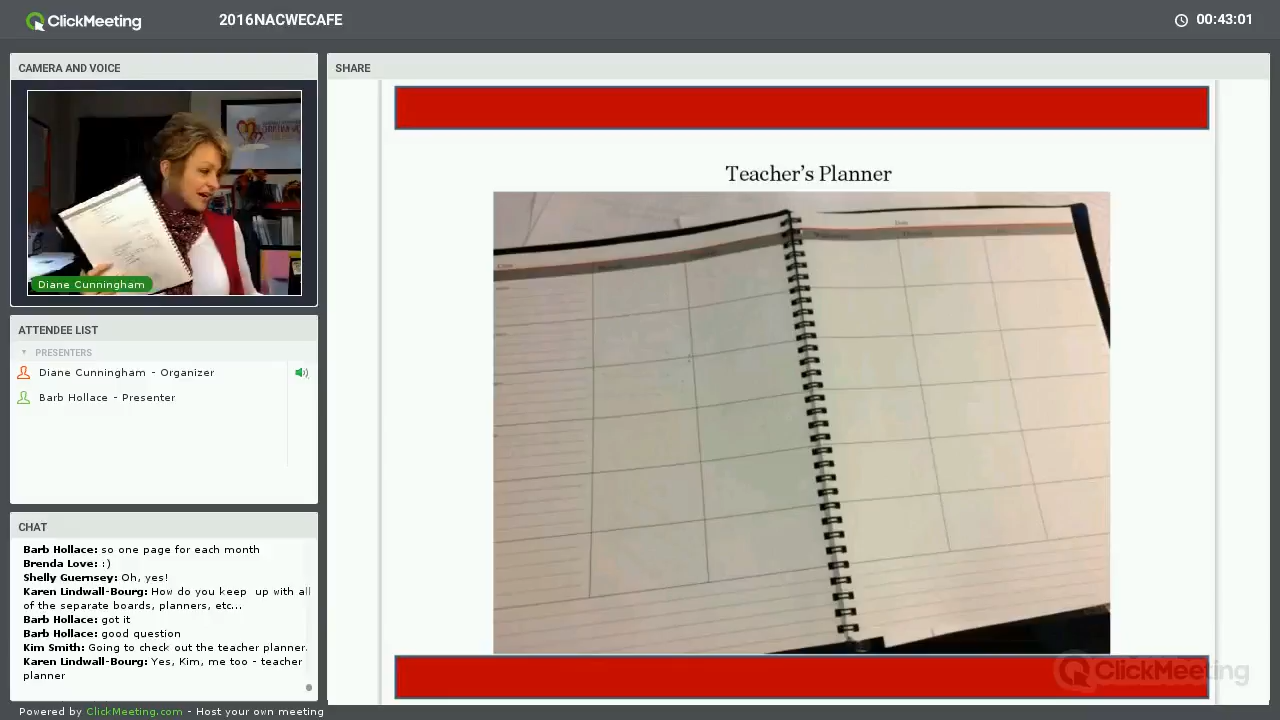 ClickMeeting
2016NACWECAFE
00:43:01
CAMERA AND VOICE
Diane Cunningham
ATTENDEE LIST
PRESENTERS
Diane Cunningham - Organizer
Barb Hollace - Presenter
CHAT
Barb Hollace: so one page for each month
Brenda Love: :)
Shelly Guernsey: Oh, yes!
Karen Lindwall-Bourg: How do you keep up with all
of the separate boards, planners, etc...
Barb Hollace: got it
Barb Hollace: good question
Kim Smith: Going to check out the teacher planner.
Karen Lindwall-Bourg: Yes, Kim, me too - teacher
planner
SHARE
Teacher's Planner
ClickMeeting
Powered by ClickMeeting.com - Host your own meeting